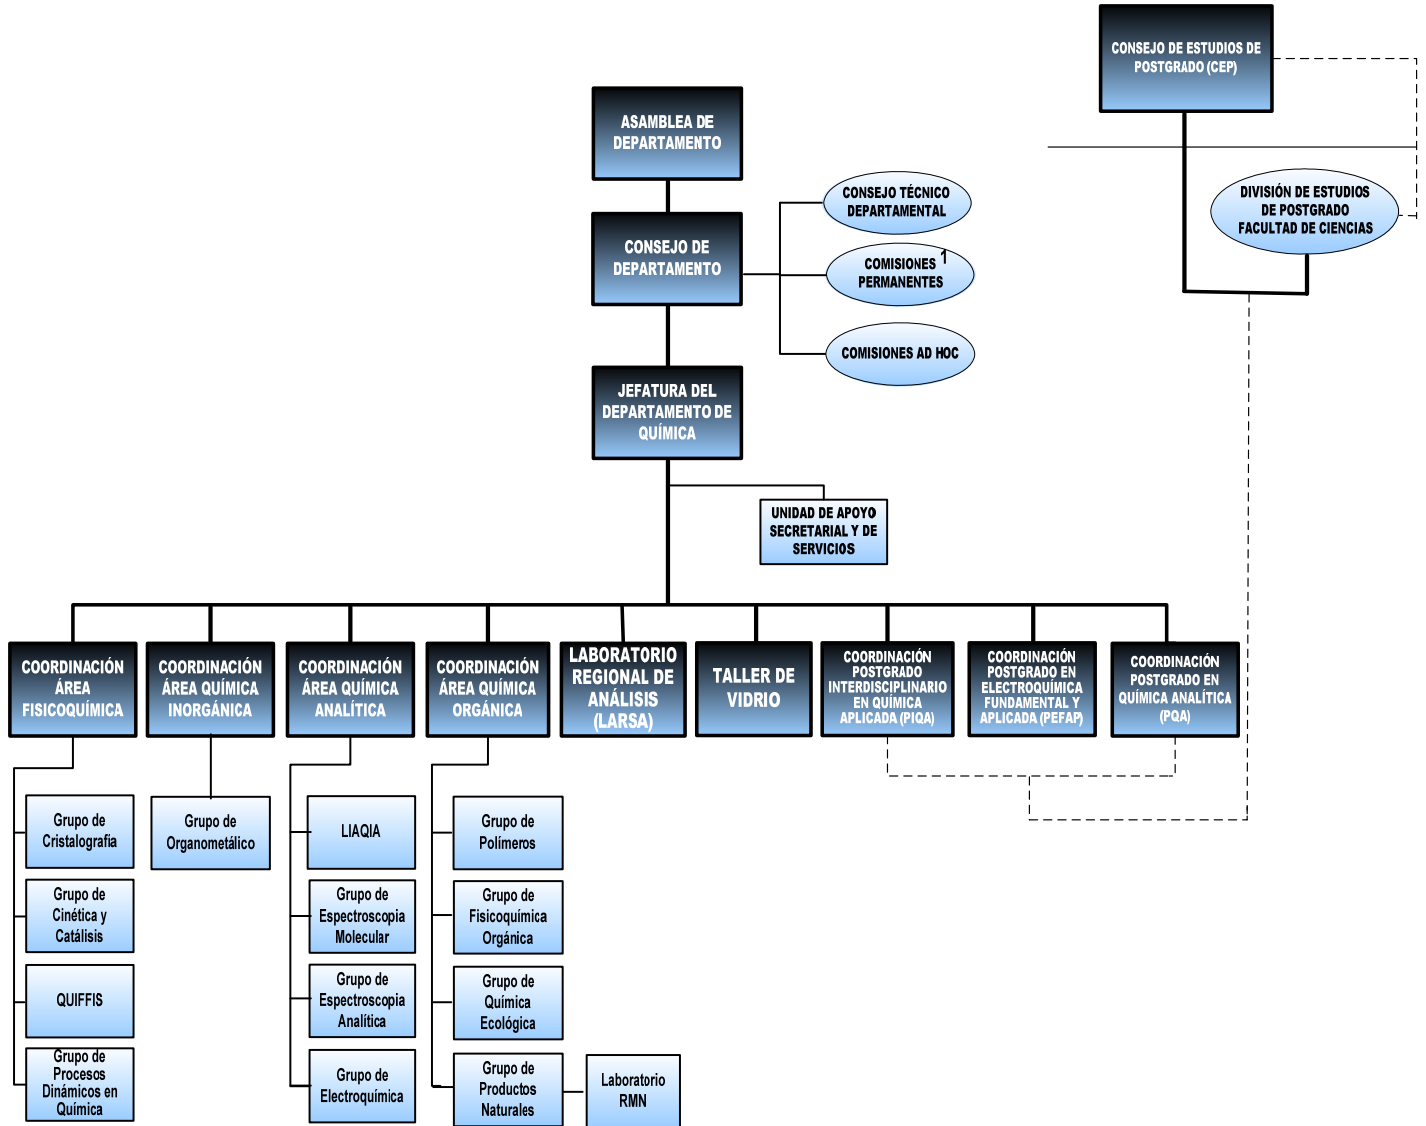 CONSEJO DE ESTUDIOS DE
POSTGRADO (CEP)
ASAMBLEA DE
DEPARTAMENTO
CONSEJO TÉCNICO
DEPARTAMENTAL
DIVISIÓN DE ESTUDIOS
DE POSTGRADO
FACULTAD DE CIENCIAS
CONSEJO DE
DEPARTAMENTO
COMISIONES 1
PERMANENTES
COMISIONES AD HOC
JEFATURA DEL
DEPARTAMENTO DE
QUÍMICA
UNIDAD DE APOYO
SECRETARIAL Y DE
SERVICIOS
COORDINACIÓN
ÁREA
FISICOQUÍMICA
COORDINACIÓN
ÁREA QUÍMICA
INORGÁNICA
COORDINACIÓN
ÁREA QUÍMICA
ANALÍTICA
COORDINACIÓN
ÁREA QUÍMICA
ORGÁNICA
LABORATORIO
REGIONAL DE
ANÁLISIS
(LARSA)
TALLER DE
VIDRIO
COORDINACIÓN
POSTGRADO
INTERDISCIPLINARIO
EN QUÍMICA
APLICADA (PIQA)
COORDINACIÓN
POSTGRADO EN
ELECTROQUÍMICA
FUNDAMENTAL Y
APLICADA (PEFAP)
COORDINACIÓN
POSTGRADO EN
QUÍMICA ANALÍTICA
(PQA)
Grupo de
Cristalografía
Grupo de
Organometálico
LIAQIA
Grupo de
Polímeros
Grupo de
Cinética y
Catálisis
Grupo de
Espectroscopia
Molecular
Grupo de
Fisicoquímica
Orgánica
QUIFFIS
Grupo de
Espectroscopia
Analítica
Grupo de
Química
Ecológica
Grupo de
Procesos
Dinámicos en
Química
Grupo de
Electroquímica
Grupo de
Productos
Naturales
Laboratorio
RMN